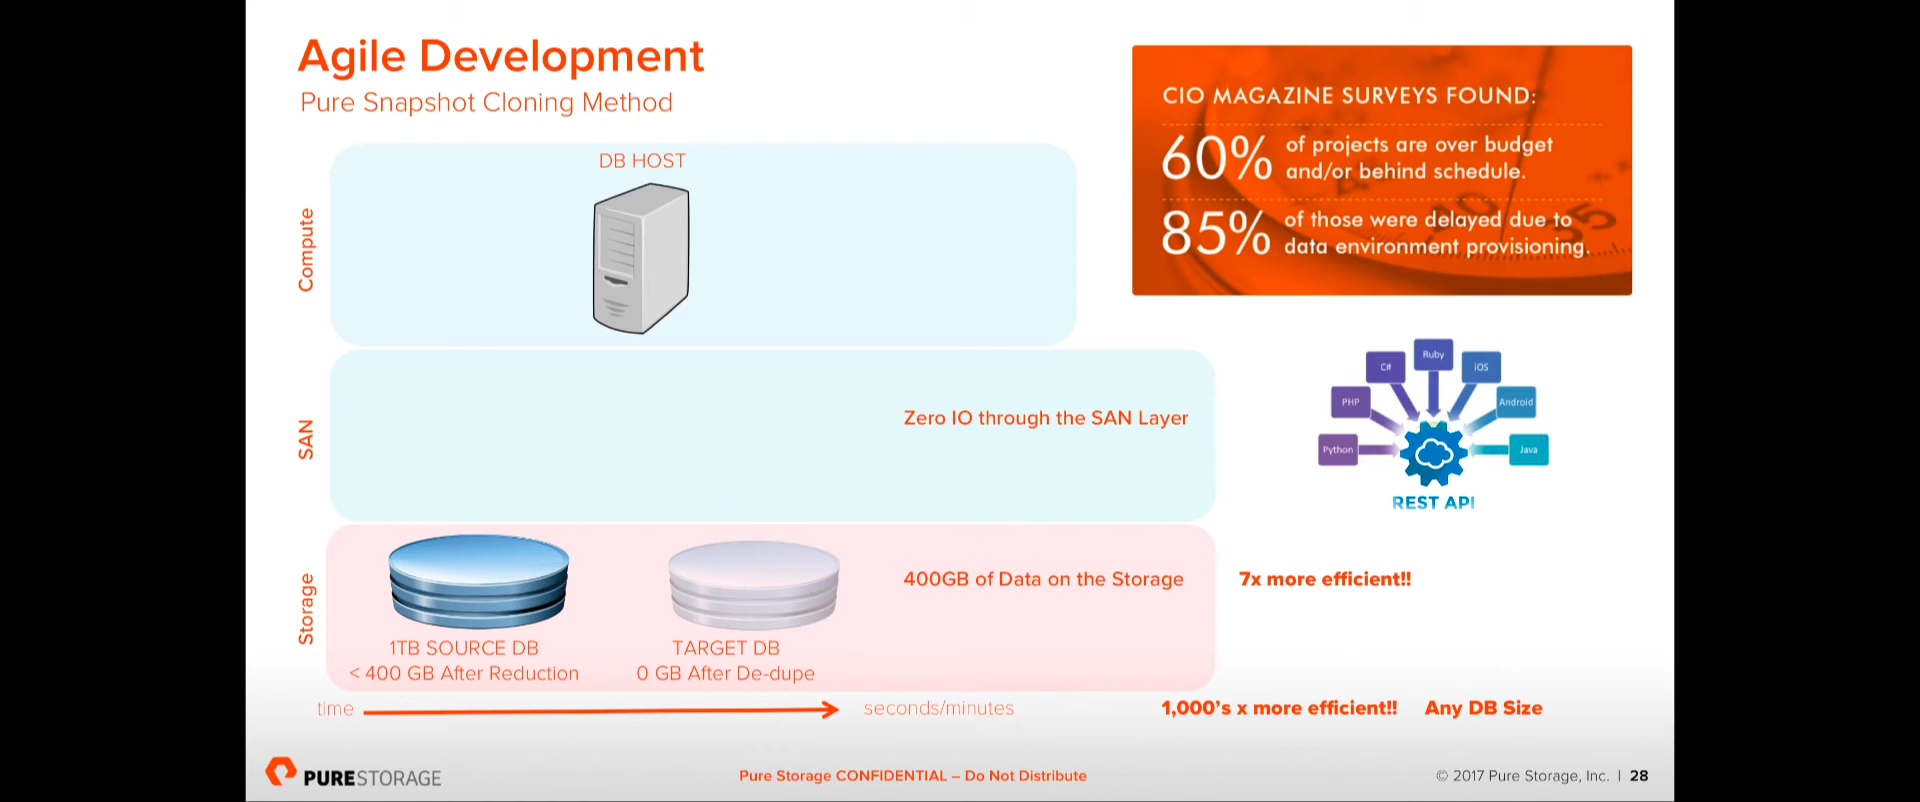 Agile Development
Pure Snapshot Cloning Method
CIO MAGAZINE SURVEYS FOUND:
60% of projects are over budget
and/or behind schedule.
85% of those were delayed due to
data environment provisioning.
Compute
DB HOST
SAN
Zero IO through the SAN Layer
Python
PHP
C#
Ruby
iOS
Android
Java
REST API
Storage
400GB of Data on the Storage
7x more efficient!!
1TB SOURCE DB
< 400 GB After Reduction
TARGET DB
0 GB After De-dupe
time
seconds/minutes
1,000's x more efficient!!
Any DB Size
PURESTORAGE
Pure Storage CONFIDENTIAL – Do Not Distribute
© 2017 Pure Storage, Inc. | 28